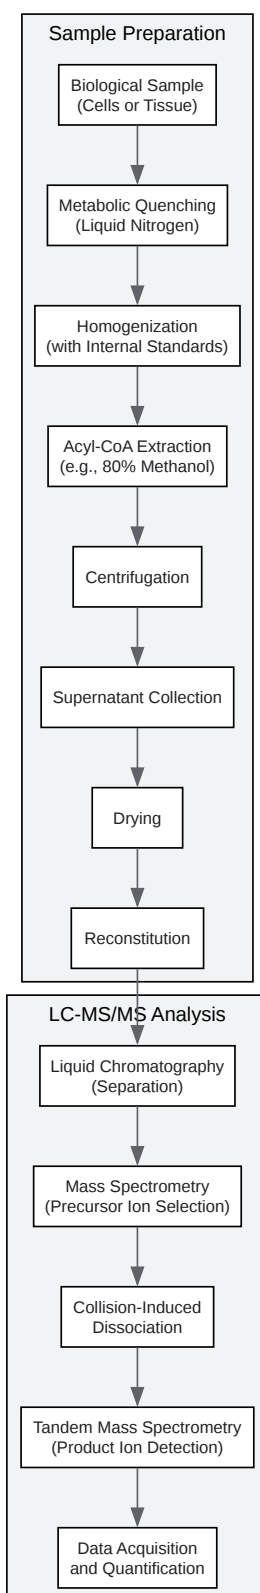 Sample Preparation
Biological Sample
(Cells or Tissue)
Metabolic Quenching
(Liquid Nitrogen)
Homogenization
(with Internal Standards)
Acyl-CoA Extraction
(e.g., 80% Methanol)
Centrifugation
Supernatant Collection
Drying
Reconstitution
LC-MS/MS Analysis
Liquid Chromatography
(Separation)
Mass Spectrometry
(Precursor Ion Selection)
Collision-Induced
Dissociation
Tandem Mass Spectrometry
(Product Ion Detection)
Data Acquisition
and Quantification